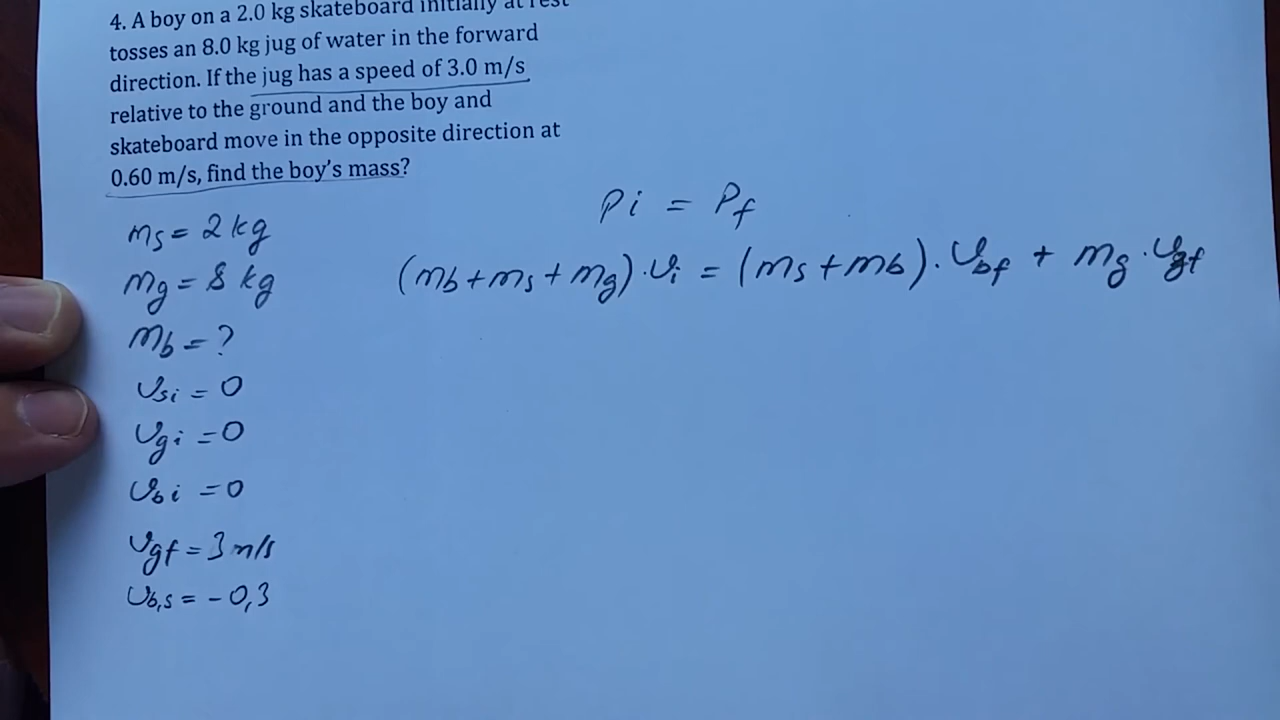 4. A boy on a 2.0 kg skateboard initially at rest
tosses an 8.0 kg jug of water in the forward
direction. If the jug has a speed of 3.0 m/s
relative to the ground and the boy and
skateboard move in the opposite direction at
0.60 m/s, find the boy's mass?
Pi = Pf
ms = 2 kg
(mb + ms + mg) · vi = (ms + mb) · vbf + mg · vgf
mg = 8 kg
mb = ?
vsi = 0
vgi = 0
vbi = 0
vgf = 3 m/s
vb,s = - 0,3